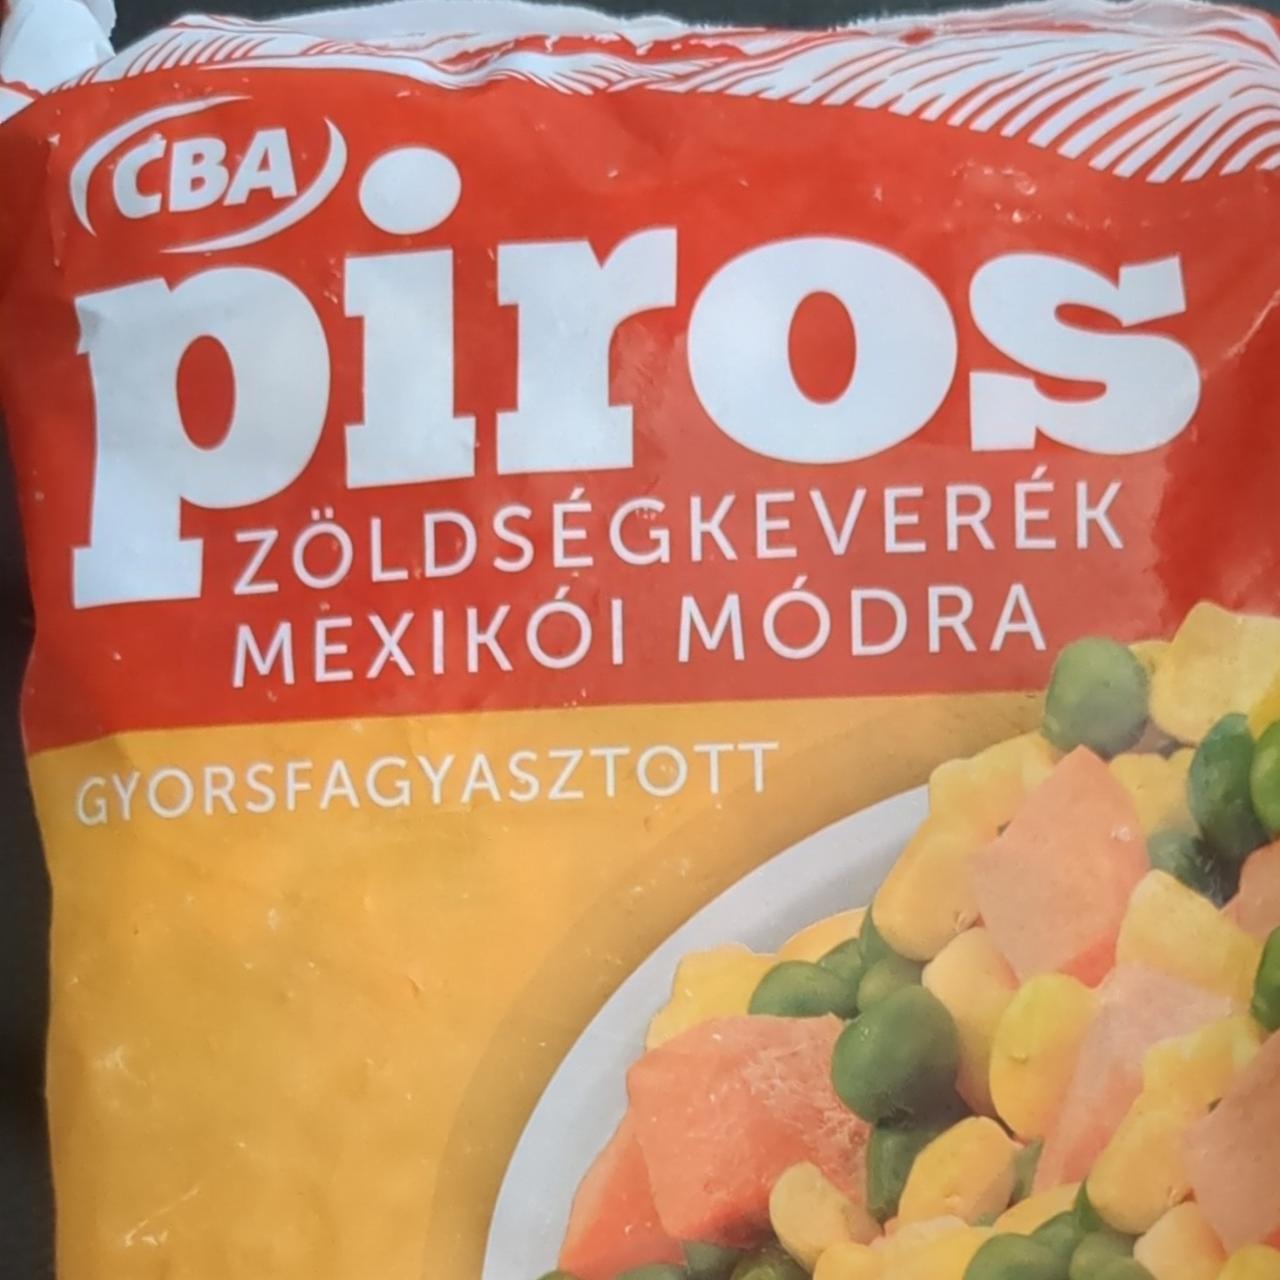 CBA
piros
ZÖLDSÉGKEVERÉK
MEXIKÓI MÓDRA
GYORSFAGYASZTOTT